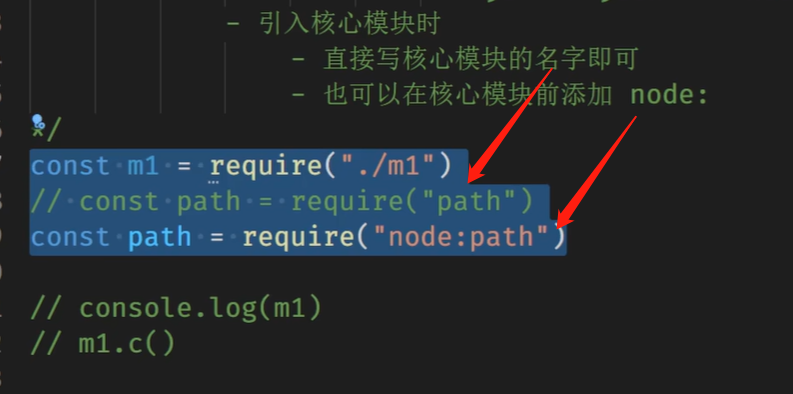 - 引入核心模块时
- 直接写核心模块的名字即可
- 也可以在核心模块前添加 node:
*/
const m1 = require("./m1")
// const path = require("path")
const path = require("node:path")
// console.log(m1)
// m1.c()